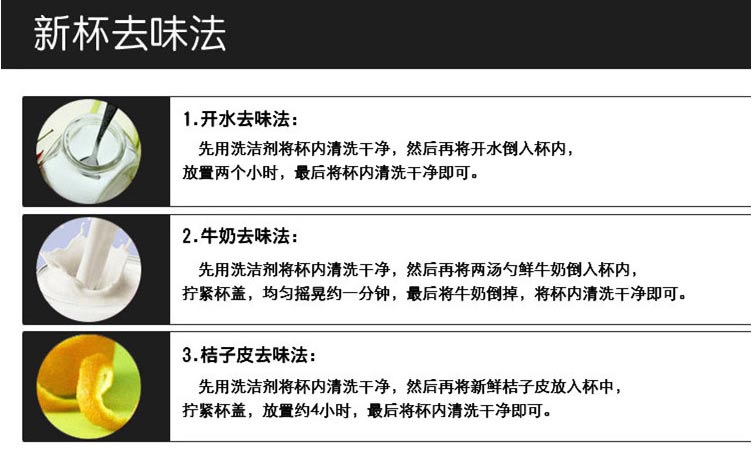 新杯去味法
1.开水去味法：
先用洗洁剂将杯内清洗干净，然后再将开水倒入杯内，
放置两个小时，最后将杯内清洗干净即可。
2.牛奶去味法：
先用洗洁剂将杯内清洗干净，然后再将两汤勺鲜牛奶倒入杯内，
拧紧杯盖，均匀摇晃约一分钟，最后将牛奶倒掉，将杯内清洗干净即可。
3.桔子皮去味法：
先用洗洁剂将杯内清洗干净，然后再将新鲜桔子皮放入杯中，
拧紧杯盖，放置约4小时，最后将杯内清洗干净即可。